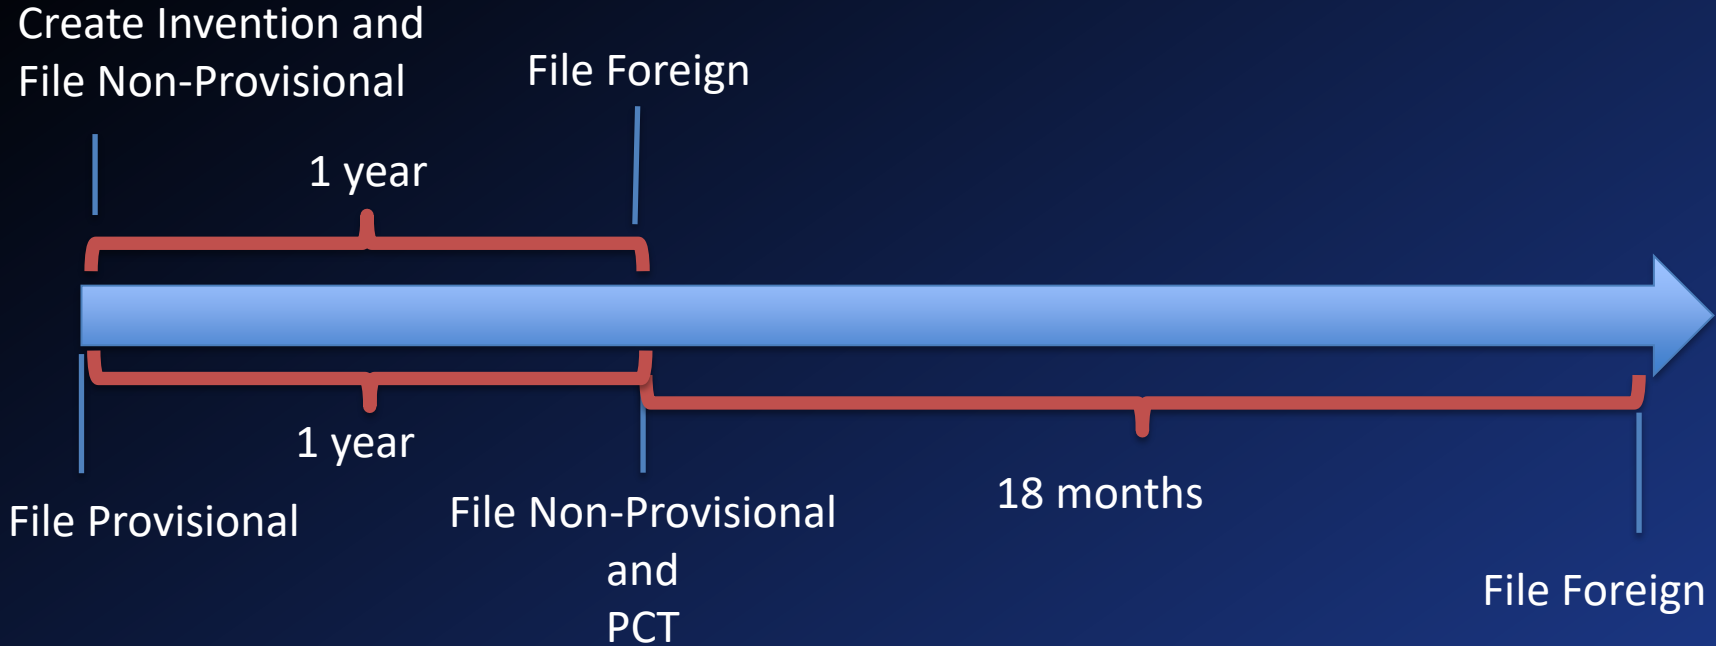 Create Invention and
File Non-Provisional
File Foreign
1 year
1 year
File Provisional
File Non-Provisional
and
PCT
18 months
File Foreign